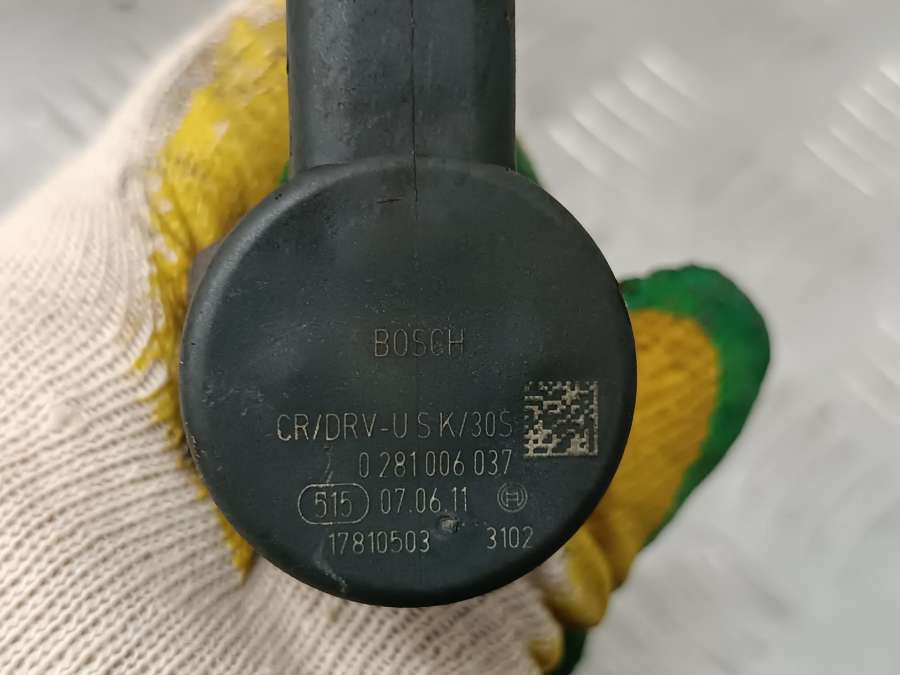 BOSCH
CR/DRV-U S K/30S
0 281 006 037
515 07.06.11
17810503 3102